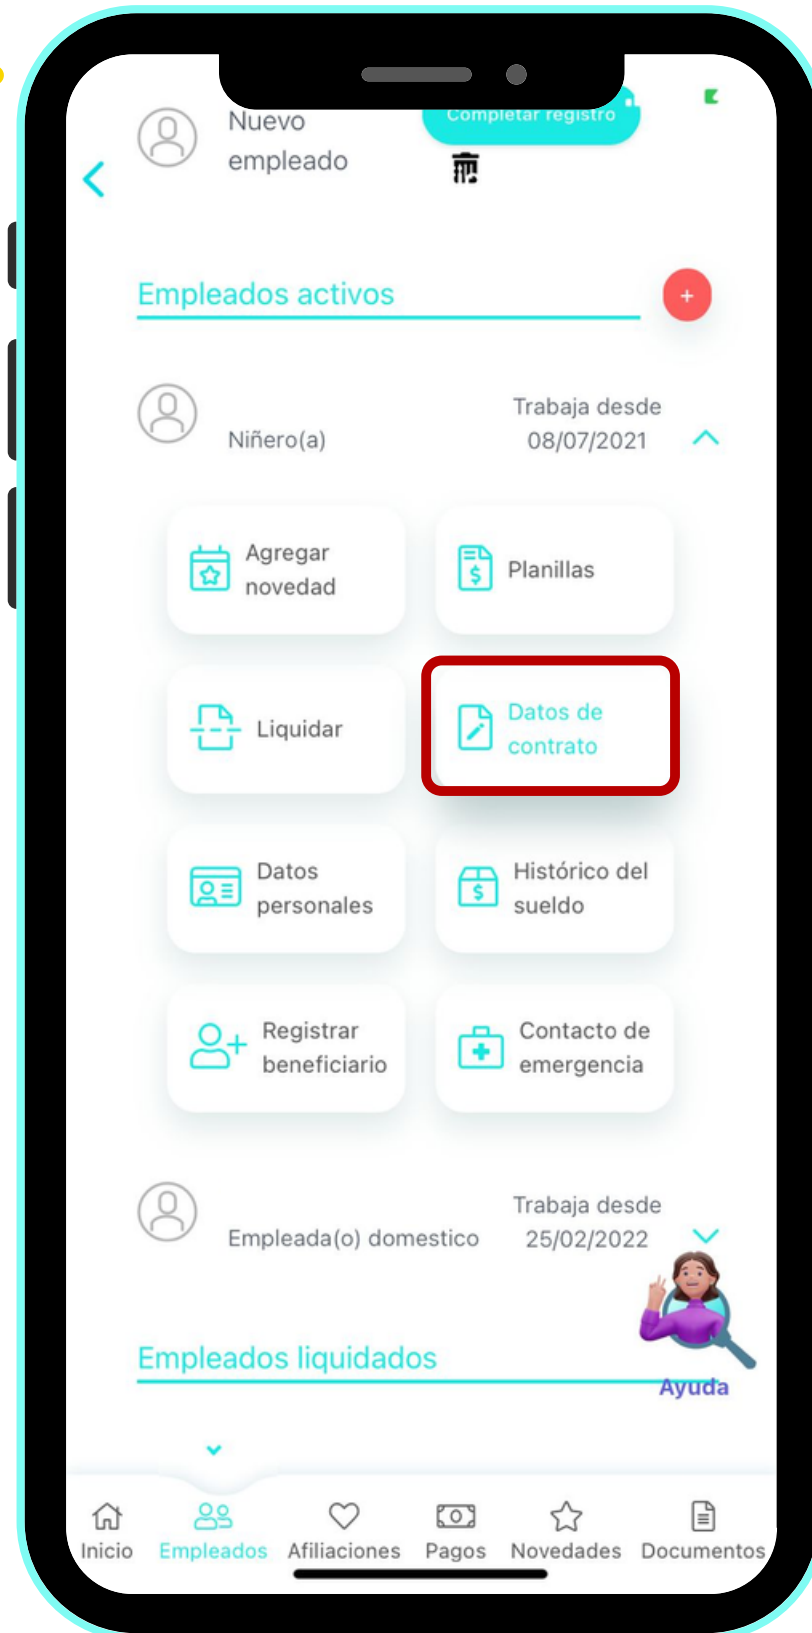 Nuevo
empleado
Completar registro
Empleados activos
+
Niñero(a)
Trabaja desde
08/07/2021
Agregar
novedad
Planillas
Liquidar
Datos de
contrato
Datos
personales
Histórico del
sueldo
Registrar
beneficiario
Contacto de
emergencia
Empleada(o) domestico
Trabaja desde
25/02/2022
Empleados liquidados
Ayuda
Inicio
Empleados
Afiliaciones
Pagos
Novedades
Documentos